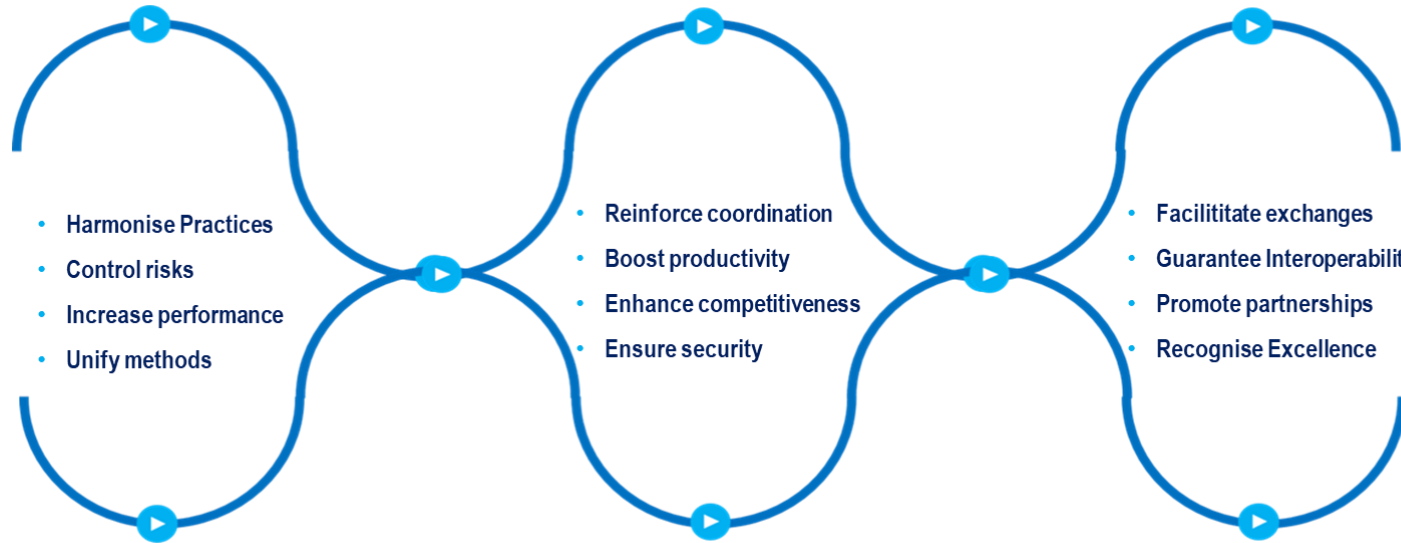 Harmonise Practices
Control risks
Increase performance
Unify methods
Reinforce coordination
Boost productivity
Enhance competitiveness
Ensure security
Facilititate exchanges
Guarantee Interoperabilit
Promote partnerships
Recognise Excellence